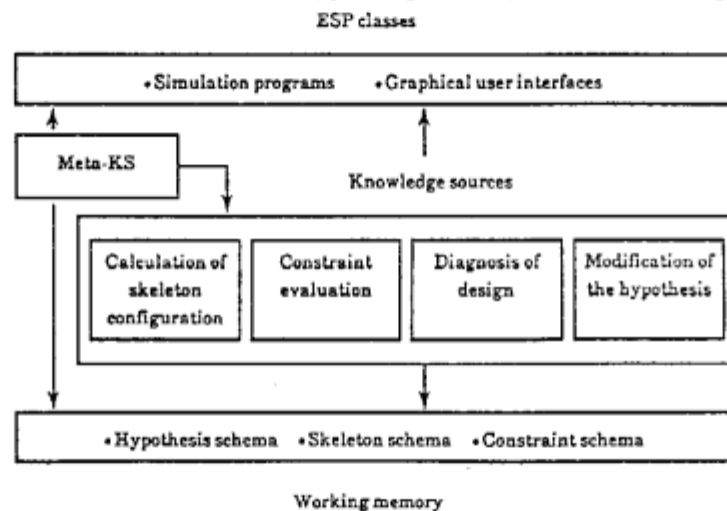 ESP classes
•Simulation programs •Graphical user interfaces
Meta-KS
Knowledge sources
Calculation of
skeleton
configuration
Constraint
evaluation
Diagnosis of
design
Modification of
the hypothesis
•Hypothesis schema •Skeleton schema •Constraint schema
Working memory